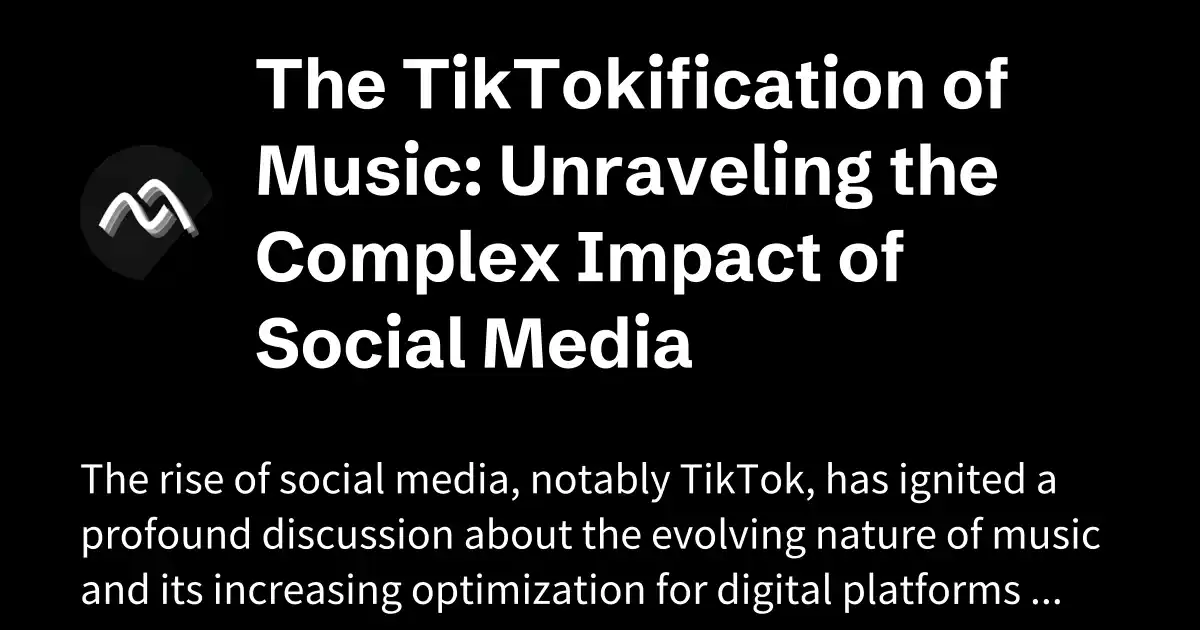 The TikTokification of
Music: Unraveling the
Complex Impact of
Social Media
The rise of social media, notably TikTok, has ignited a
profound discussion about the evolving nature of music
and its increasing optimization for digital platforms ...